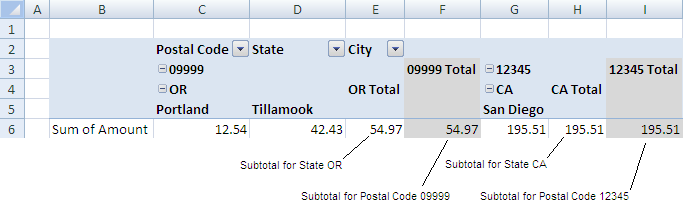 A B C D E F G H I
1
2 Postal Code State City
3 09999 09999 Total 12345 12345 Total
4 OR OR Total CA CA Total
5 Portland Tillamook San Diego
6 Sum of Amount 12.54 42.43 54.97 54.97 195.51 195.51 195.51
Subtotal for State OR Subtotal for State CA
Subtotal for Postal Code 09999 Subtotal for Postal Code 12345